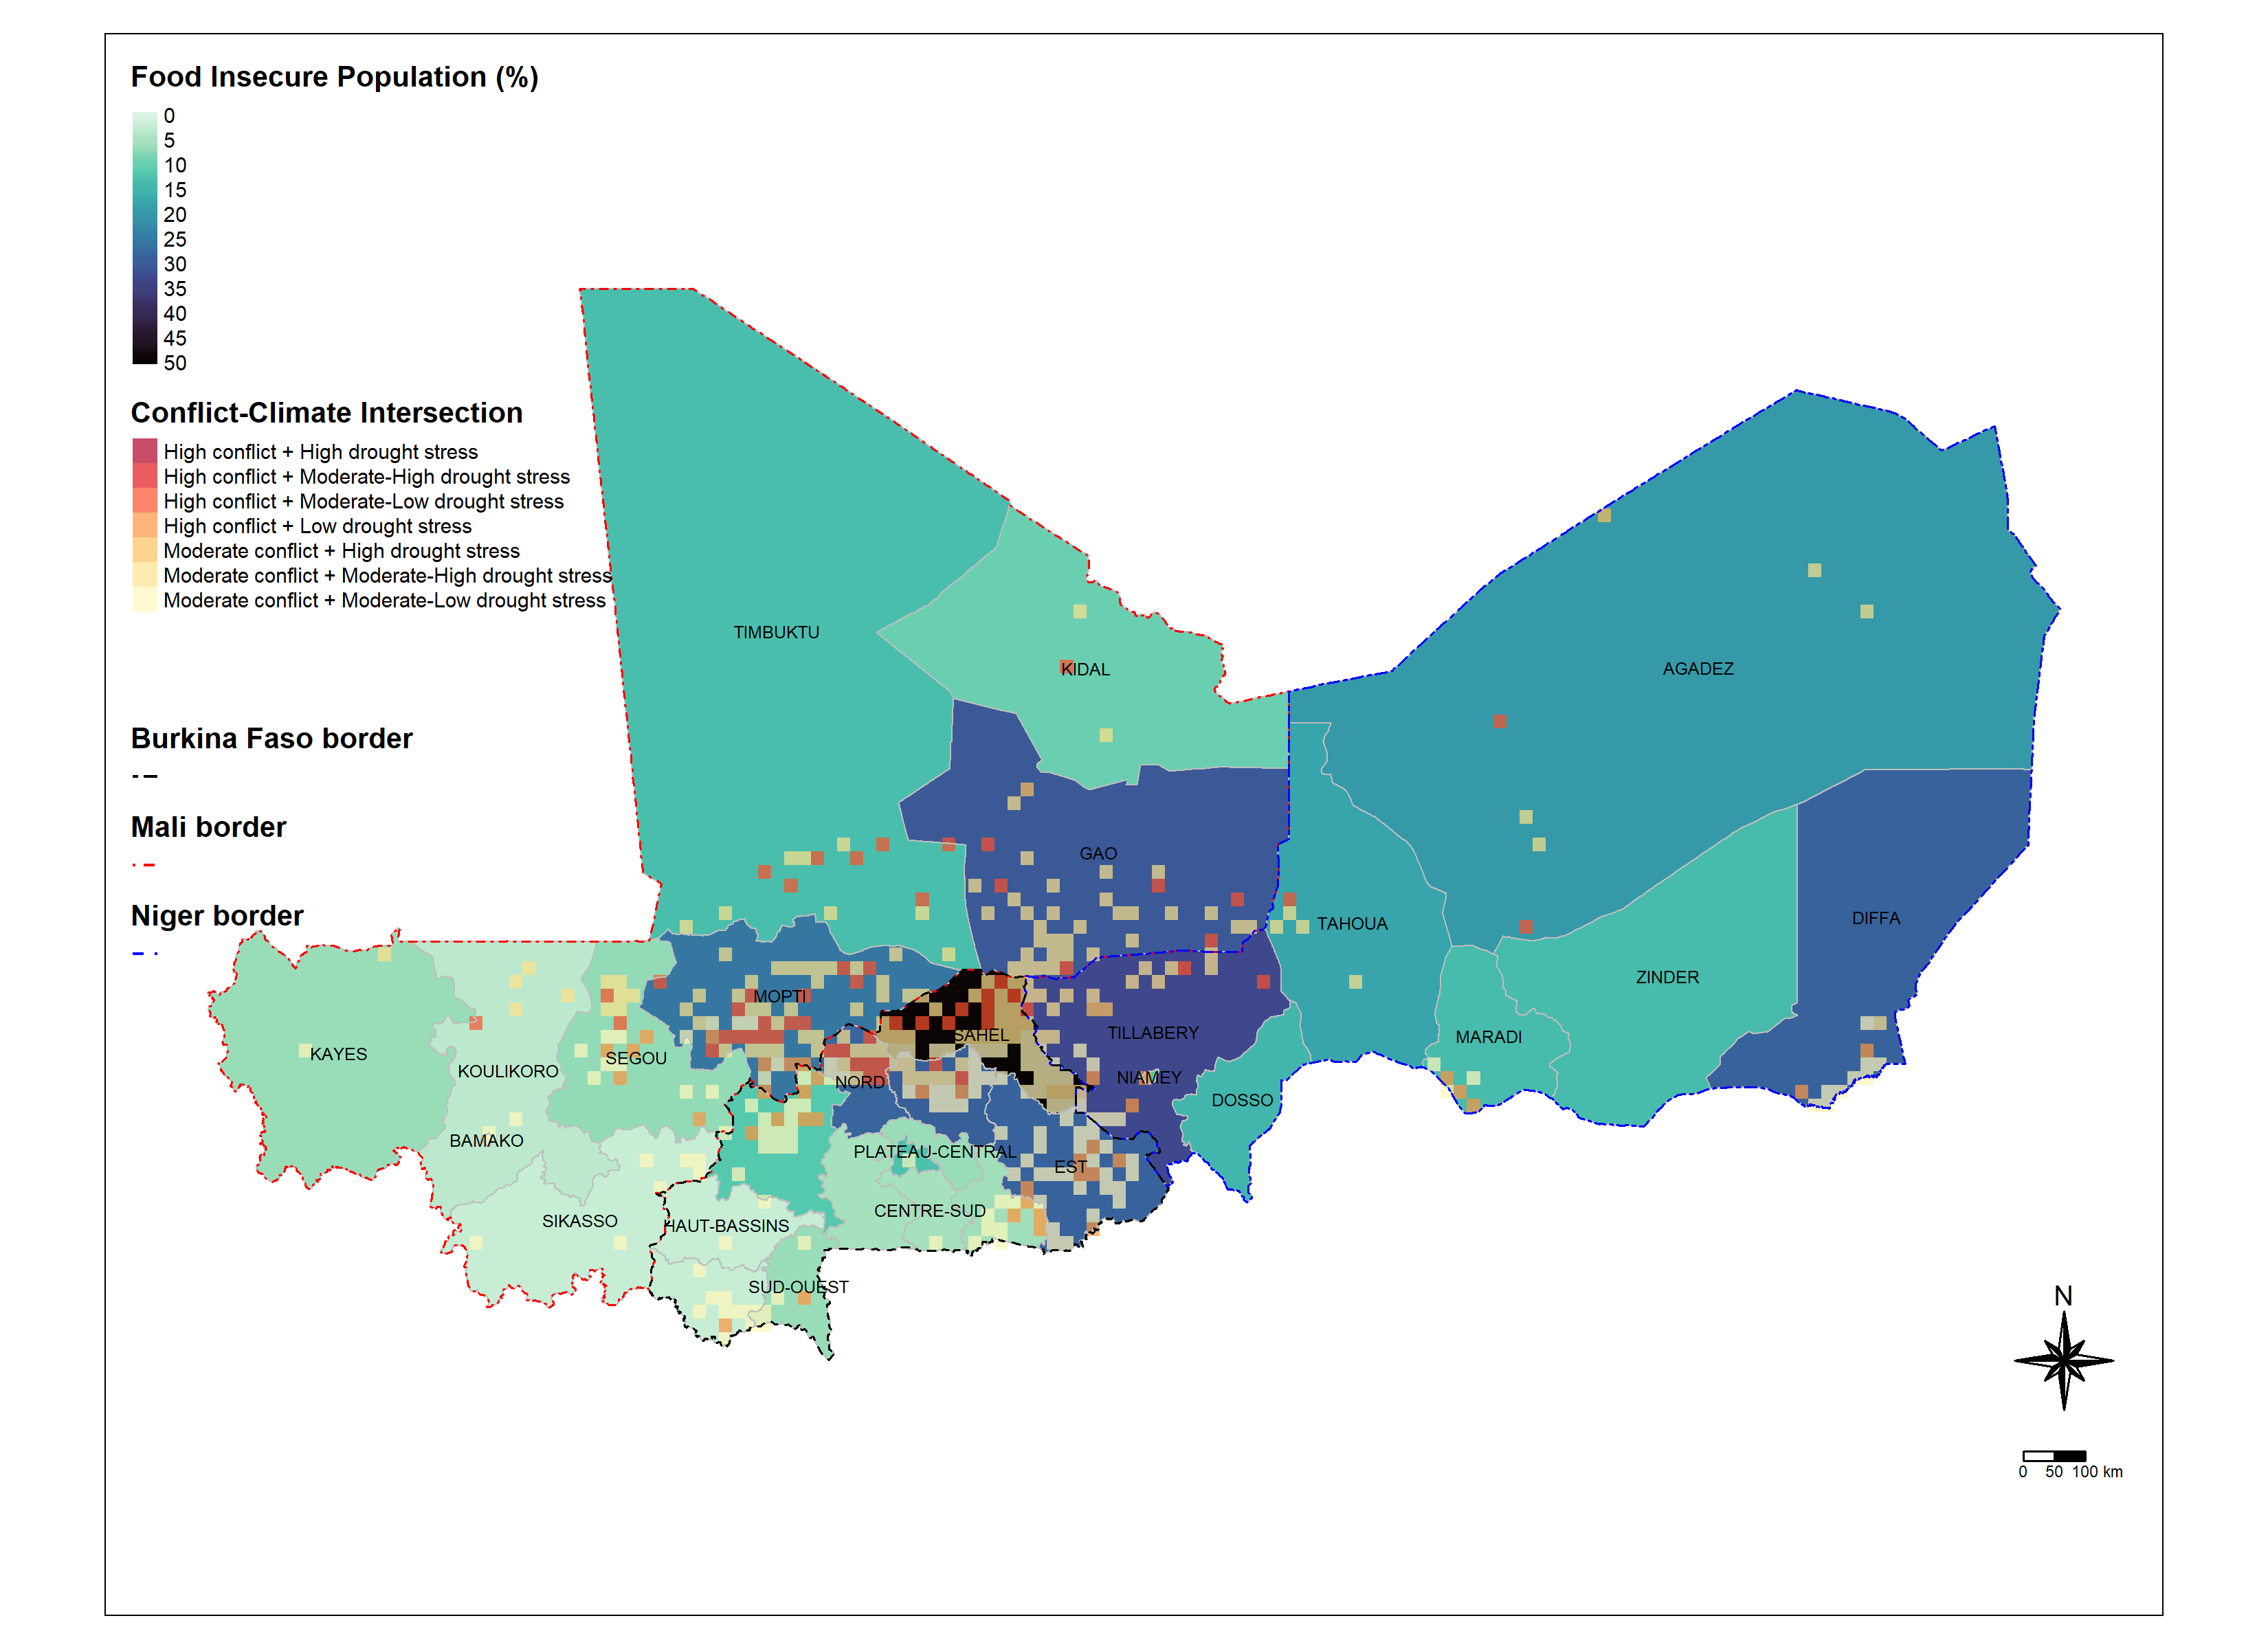 Food Insecure Population (%)
0
5
10
15
20
25
30
35
40
45
50
Conflict-Climate Intersection
High conflict + High drought stress
High conflict + Moderate-High drought stress
High conflict + Moderate-Low drought stress
High conflict + Low drought stress
Moderate conflict + High drought stress
Moderate conflict + Moderate-High drought stress
Moderate conflict + Moderate-Low drought stress
Burkina Faso border
Mali border
Niger border
TIMBUKTU
KIDAL
AGADEZ
GAO
TAHOUA
DIFFA
ZINDER
MOPTI
SAHEL
TILLABERY
MARADI
KAYES
SEGOU
KOULIKORO
NORD
NIAMEY
DOSSO
BAMAKO
PLATEAU-CENTRAL
EST
SIKASSO
HAUT-BASSINS
CENTRE-SUD
SUD-OUEST
N
0 50 100 km